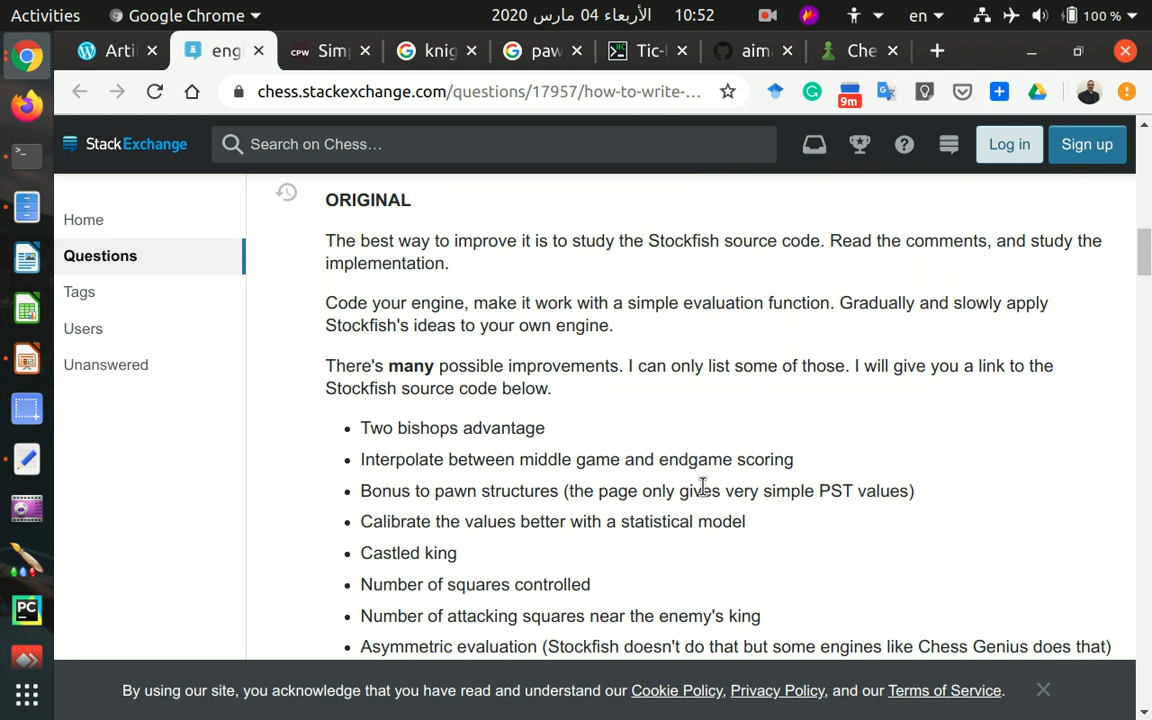 Activities Google Chrome الأربعاء 04 مارس 2020 10:52 en 100 %
Arti eng CPW Sim knig paw HC Tic- aim Che
chess.stackexchange.com/questions/17957/how-to-write-... 9m
StackExchange Search on Chess... Log in Sign up
Home
Questions
Tags
Users
Unanswered
ORIGINAL
The best way to improve it is to study the Stockfish source code. Read the comments, and study the
implementation.
Code your engine, make it work with a simple evaluation function. Gradually and slowly apply
Stockfish's ideas to your own engine.
There's many possible improvements. I can only list some of those. I will give you a link to the
Stockfish source code below.
• Two bishops advantage
• Interpolate between middle game and endgame scoring
• Bonus to pawn structures (the page only gives very simple PST values)
• Calibrate the values better with a statistical model
• Castled king
• Number of squares controlled
• Number of attacking squares near the enemy's king
• Asymmetric evaluation (Stockfish doesn't do that but some engines like Chess Genius does that)
PC
By using our site, you acknowledge that you have read and understand our Cookie Policy, Privacy Policy, and our Terms of Service.